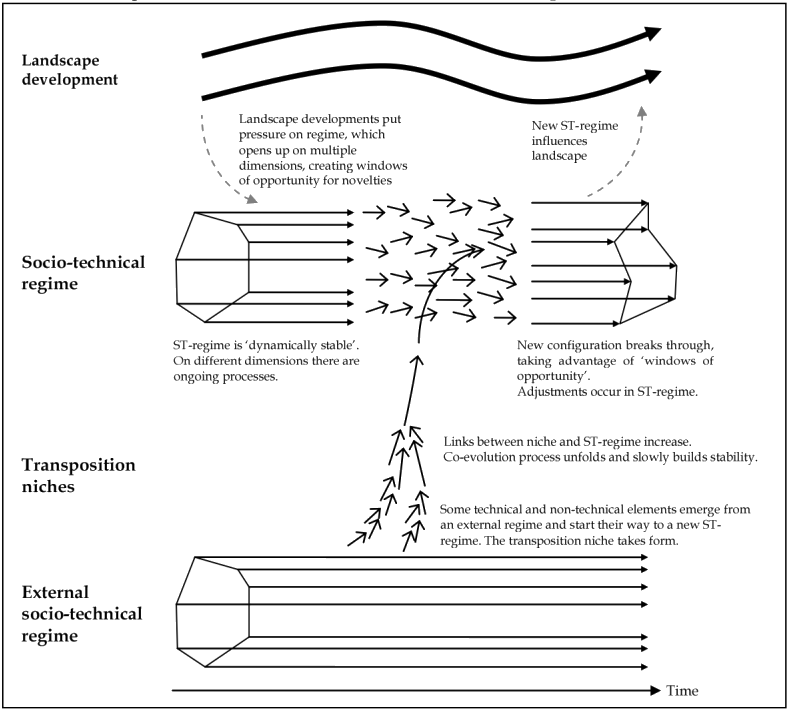 Landscape
development
Landscape developments put
pressure on regime, which
opens up on multiple
dimensions, creating windows
of opportunity for novelties
New ST-regime
influences
landscape
Socio-technical
regime
ST-regime is ‘dynamically stable’.
On different dimensions there are
ongoing processes.
New configuration breaks through,
taking advantage of ‘windows of
opportunity’.
Adjustments occur in ST-regime.
Transposition
niches
Links between niche and ST-regime increase.
Co-evolution process unfolds and slowly builds stability.
Some technical and non-technical elements emerge from
an external regime and start their way to a new ST-
regime. The transposition niche takes form.
External
socio-technical
regime
Time